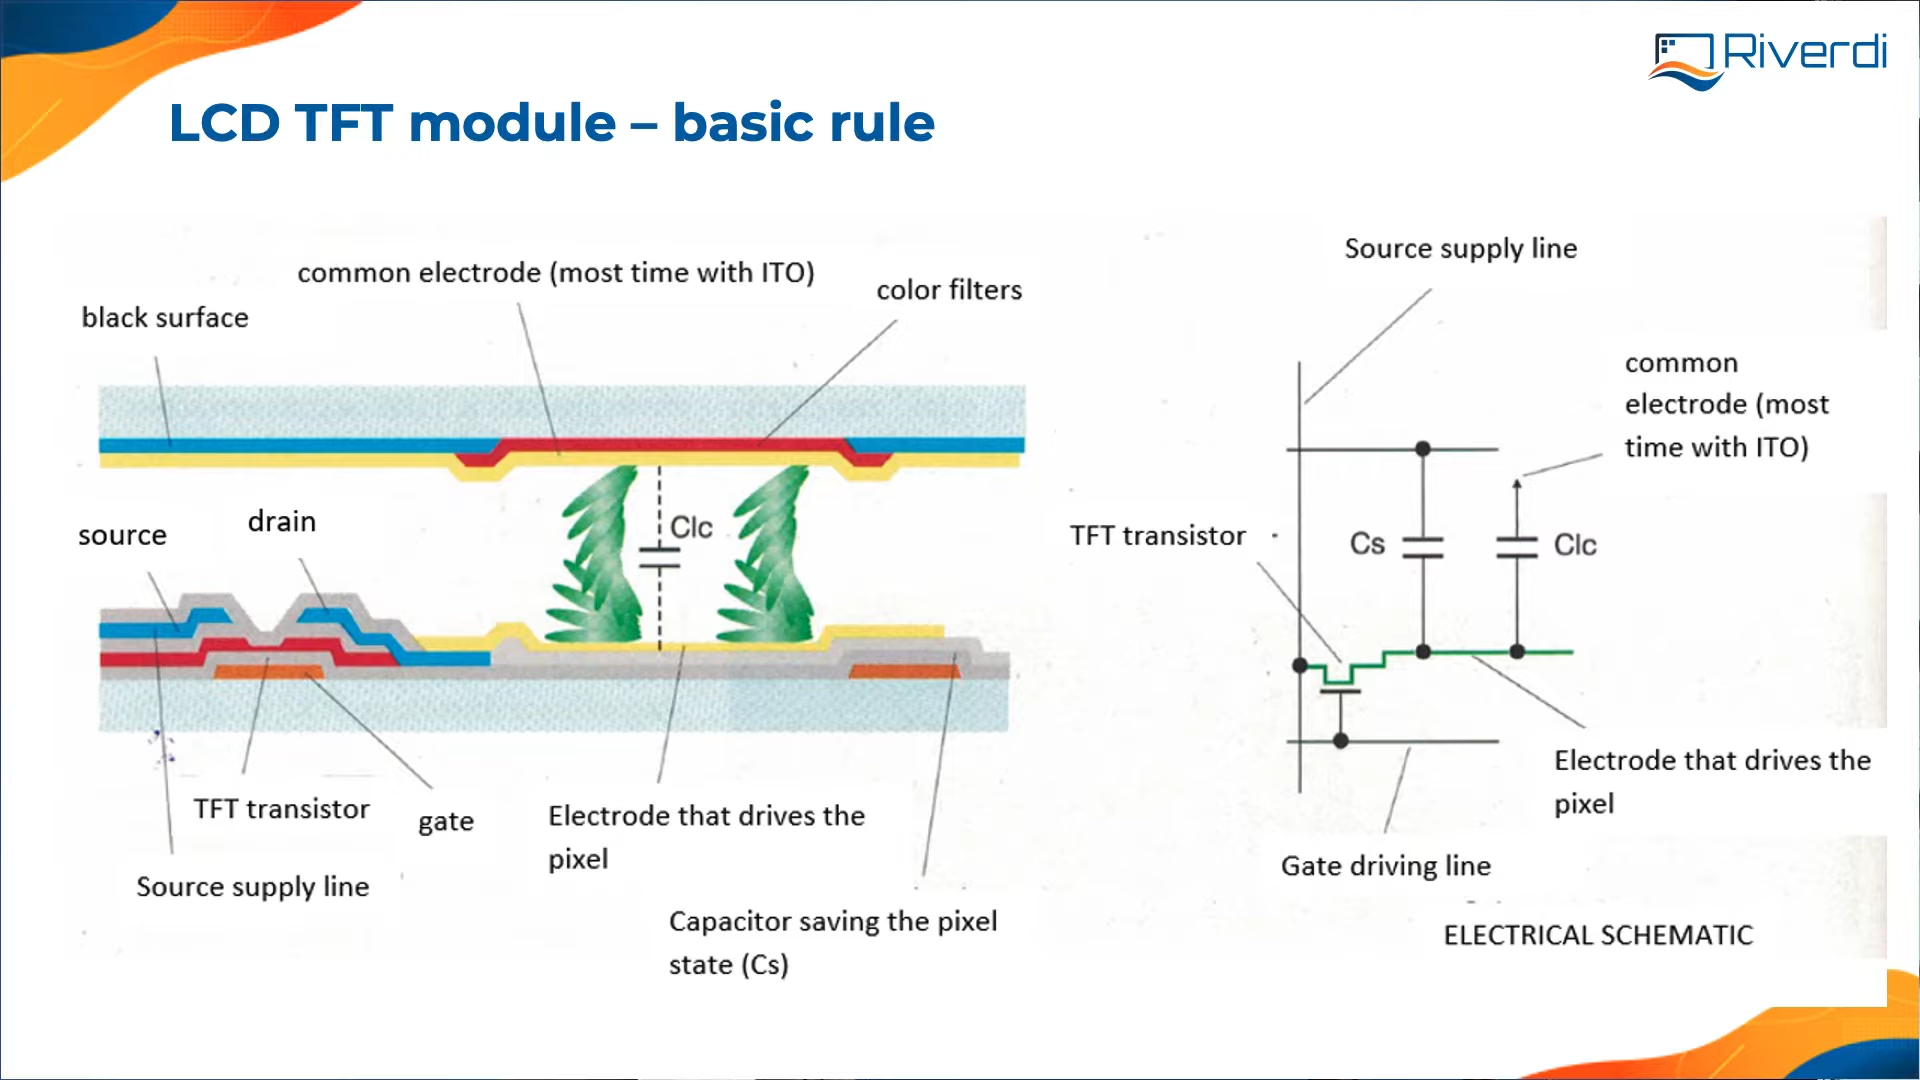 Riverdi
LCD TFT module – basic rule
common electrode (most time with ITO)
color filters
black surface
source
drain
Clc
TFT transistor
gate
Source supply line
Electrode that drives the
pixel
Capacitor saving the pixel
state (Cs)
Source supply line
common
electrode (most
time with ITO)
TFT transistor
Cs
Clc
Electrode that drives the
pixel
Gate driving line
ELECTRICAL SCHEMATIC